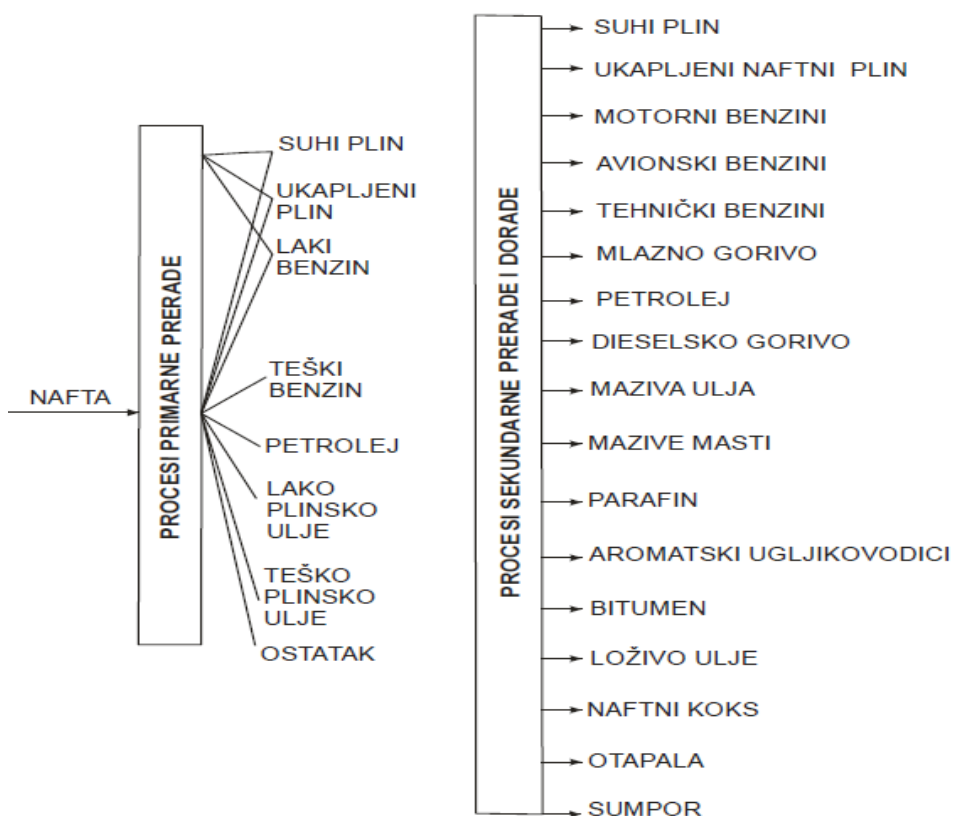 NAFTA
PROCESI PRIMARNE PRERADE
SUHI PLIN
UKAPLJENI
PLIN
LAKI
BENZIN
TEŠKI
BENZIN
PETROLEJ
LAKO
PLINSKO
ULJE
TEŠKO
PLINSKO
ULJE
OSTATAK
PROCESI SEKUNDARNE PRERADE I DORADE
SUHI PLIN
UKAPLJENI NAFTNI PLIN
MOTORNI BENZINI
AVIONSKI BENZINI
TEHNIČKI BENZINI
MLAZNO GORIVO
PETROLEJ
DIESELSKO GORIVO
MAZIVA ULJA
MAZIVE MASTI
PARAFIN
AROMATSKI UGLJIKOVODICI
BITUMEN
LOŽIVO ULJE
NAFTNI KOKS
OTAPALA
SUMPOR